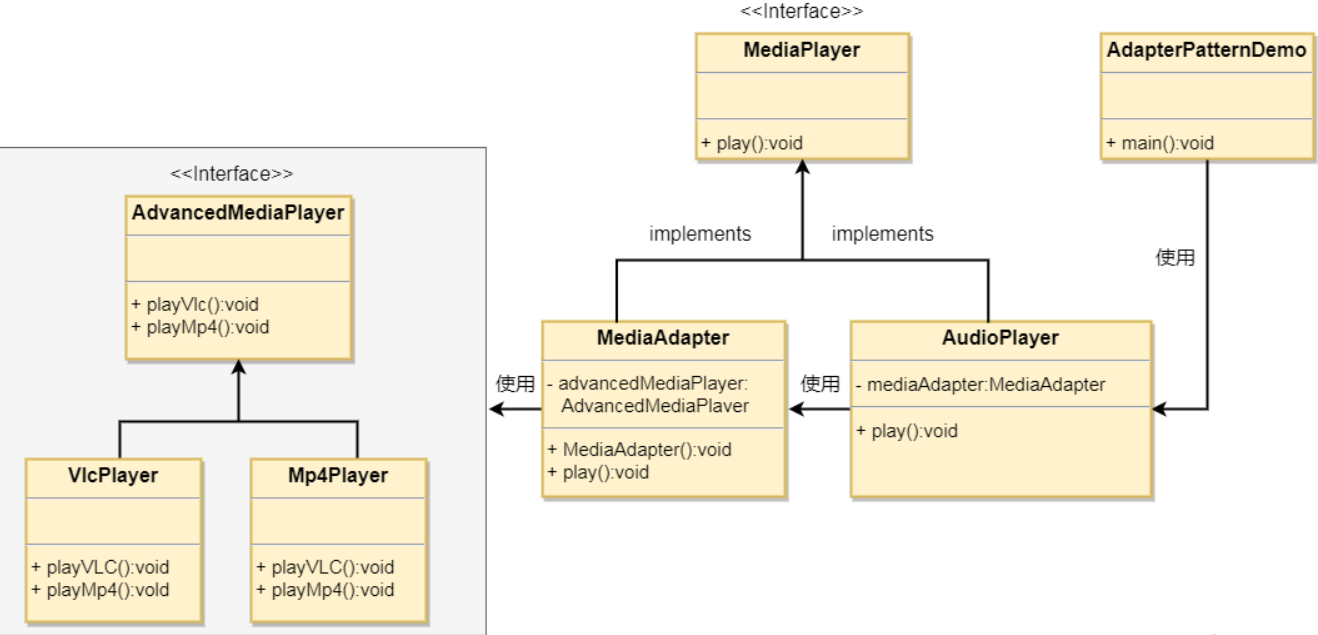 <<Interface>>
MediaPlayer
+ play():void
AdapterPatternDemo
+ main():void
使用
implements
implements
<<Interface>>
AdvancedMediaPlayer
+ playVlc():void
+ playMp4():void
VlcPlayer
+ playVLC():void
+ playMp4():vold
Mp4Player
+ playVLC():void
+ playMp4():void
使用
MediaAdapter
- advancedMediaPlayer:
AdvancedMediaPlaver
+ MediaAdapter():void
+ play():void
使用
AudioPlayer
- mediaAdapter:MediaAdapter
+ play():void